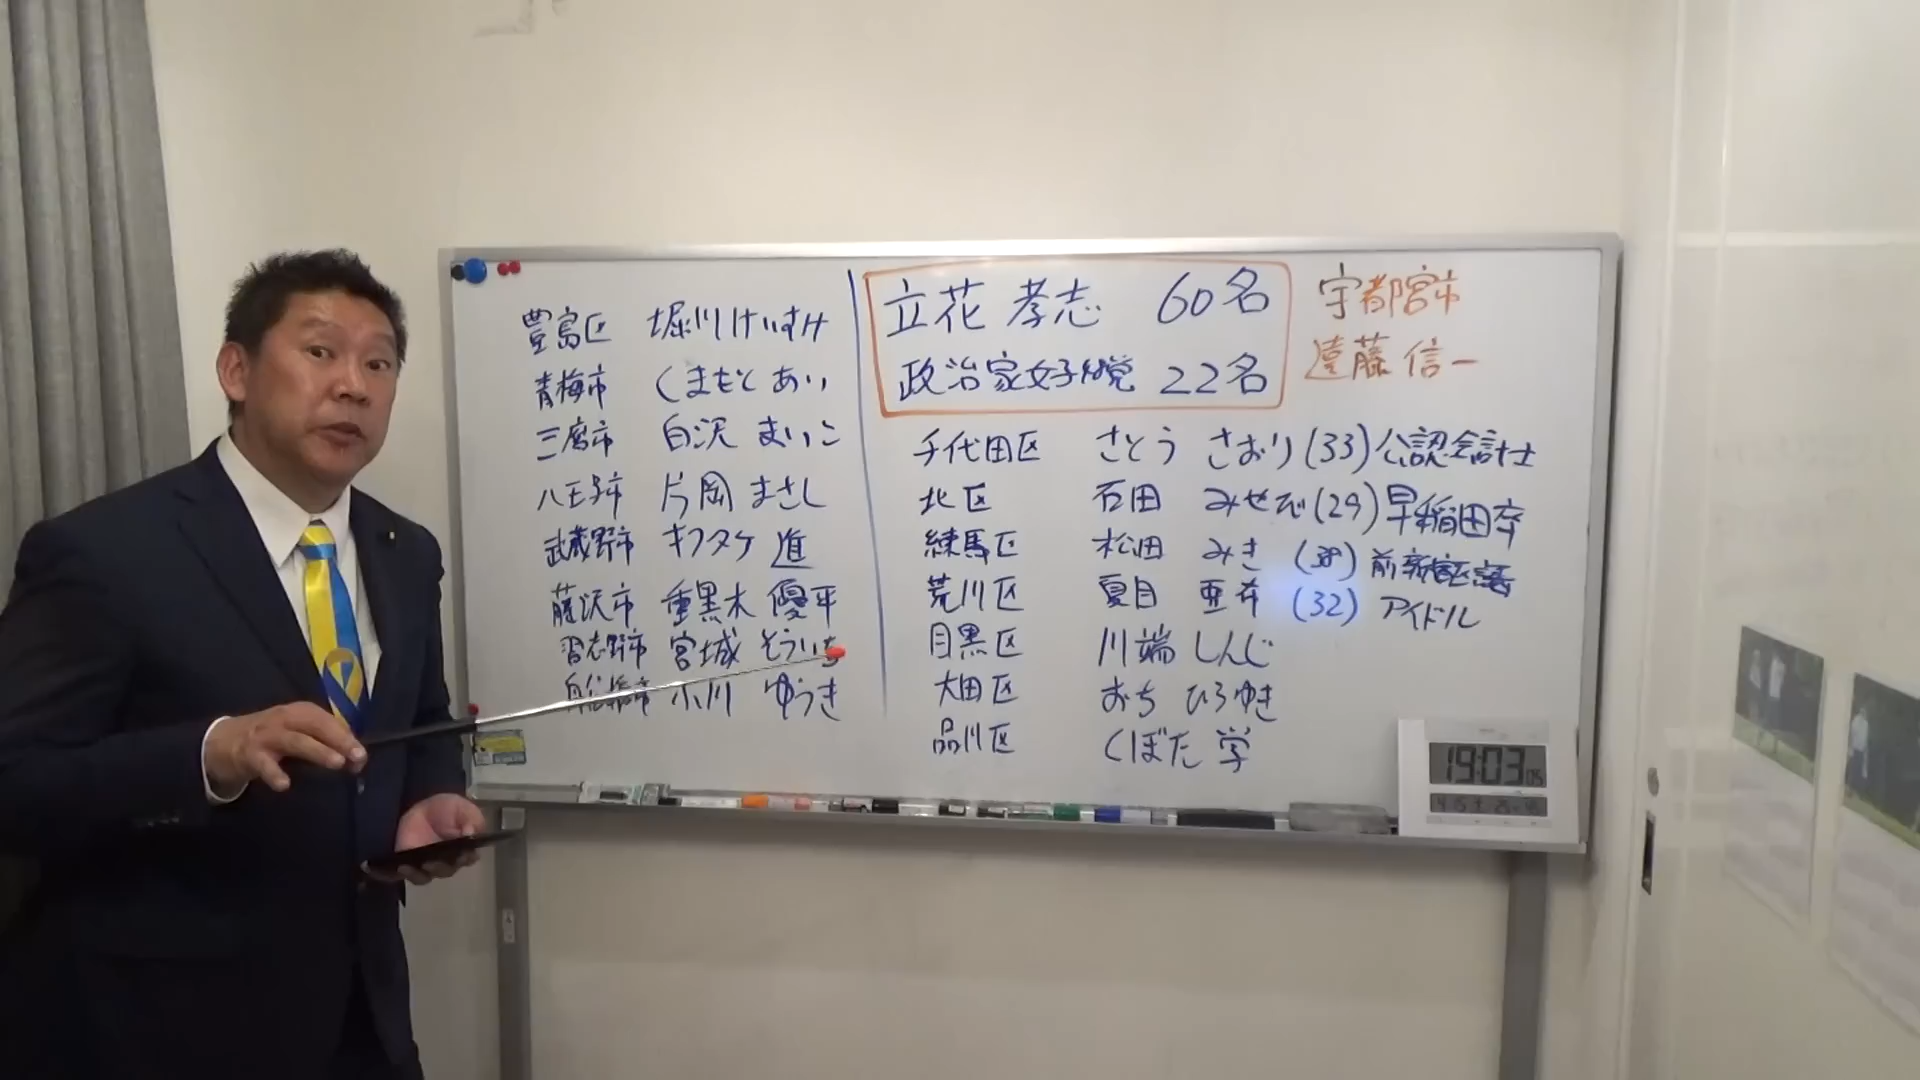 豊島区 堀川けいすけ
青梅市 くまもと あい
三鷹市 白沢 まいこ
八王子市 片岡 まさし
武蔵野市 キフタケ 進
藤沢市 重黒木 優平
習志野市 宮城 そういち
船橋市 小川 ゆうき
立花 孝志 60名
政治家女子48党 22名
宇都宮市
遠藤 信一
千代田区 さとう さおり (33) 公認会計士
北区 石田 みせび (29) 早稲田卒
練馬区 松田 みき (38) 前新宿区議
荒川区 夏目 亜希 (32) アイドル
目黒区 川端 しんじ
大田区 おち ひろゆき
品川区 くぼた 学
19:03 05